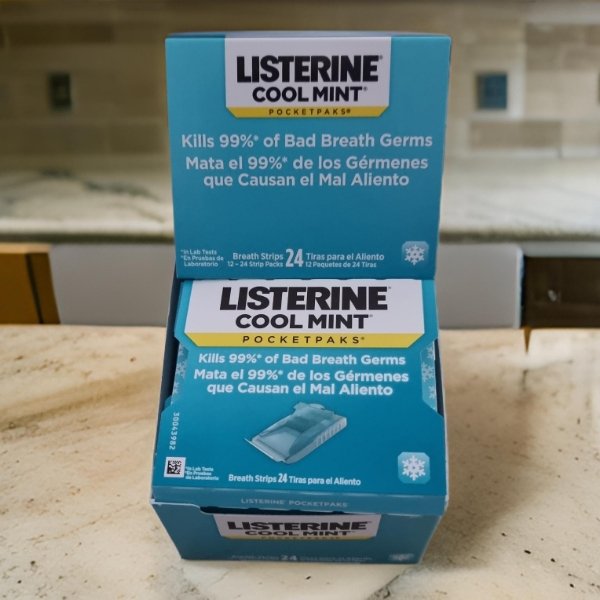 LISTERINE®
COOL MINT®
POCKETPAKS®
Kills 99%* of Bad Breath Germs
Mata el 99%* de los Gérmenes
que Causan el Mal Aliento
*In Lab Tests
*En Pruebas de
Laboratorio
Breath Strips 24 Tiras para el Aliento
12 - 24 Strip Packs 12 Paquetes de 24 Tiras
LISTERINE®
COOL MINT®
POCKETPAKS®
Kills 99%* of Bad Breath Germs
Mata el 99%* de los Gérmenes
que Causan el Mal Aliento
30043982
*In Lab Tests
*En Pruebas
de Laboratorio
Breath Strips 24 Tiras para el Aliento
LISTERINE® POCKETPAKS®
LISTERINE®
COOL MINT®
24